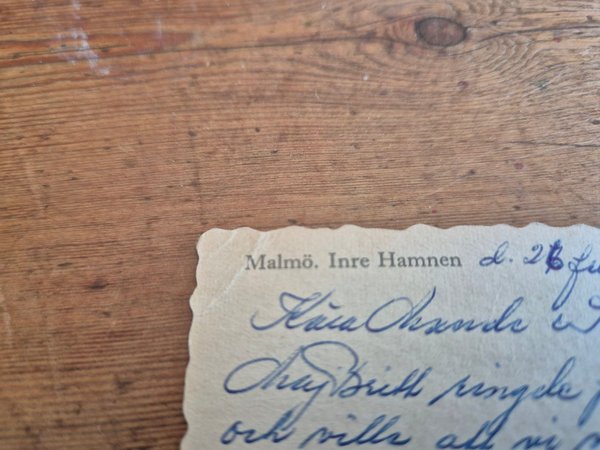 Malmö. Inre Hamnen d. 26
Kära
Maj Britt ringde
och ville att vi